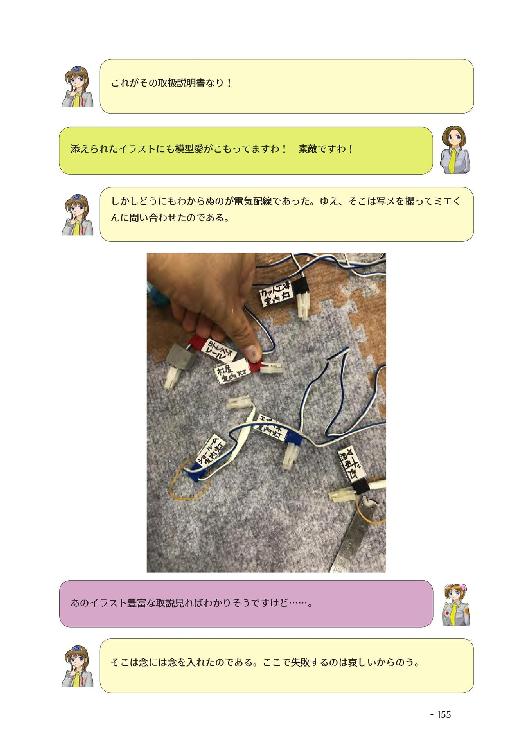 これがその取扱説明書なり！
添えられたイラストにも模型愛がこもってますわ！　素敵ですわ！
しかしどうにもわからぬのが電気配線であった。ゆえ、そこは写メを撮ってミエく
んに問い合わせたのである。
レール
あのイラスト豊富な取説見ればわかりそうですけど……。
そこは念には念を入れたのである。ここで失敗するのは哀しいからのう。
- 155